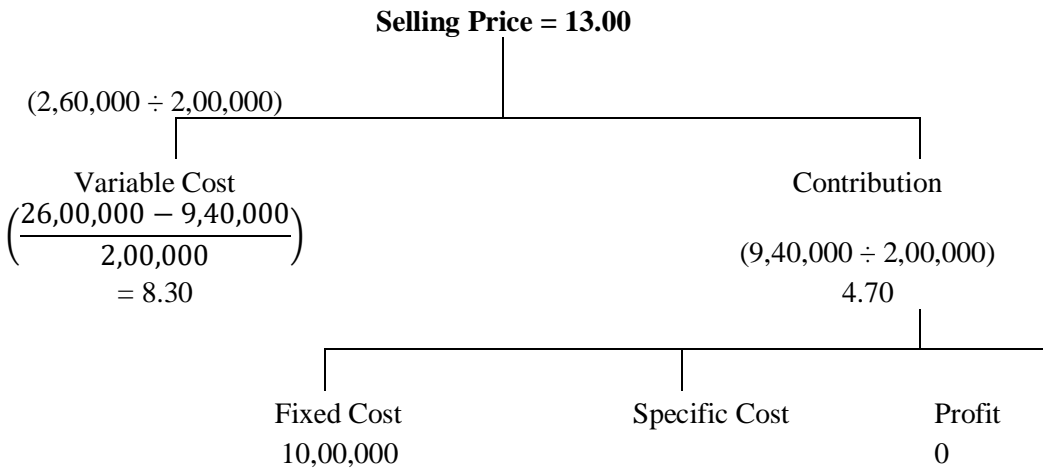 Selling Price = 13.00
(2,60,000 ÷ 2,00,000)
Variable Cost
Contribution
(26,00,000 − 9,40,000 / 2,00,000)
(9,40,000 ÷ 2,00,000)
= 8.30
4.70
Fixed Cost
Specific Cost
Profit
10,00,000
0